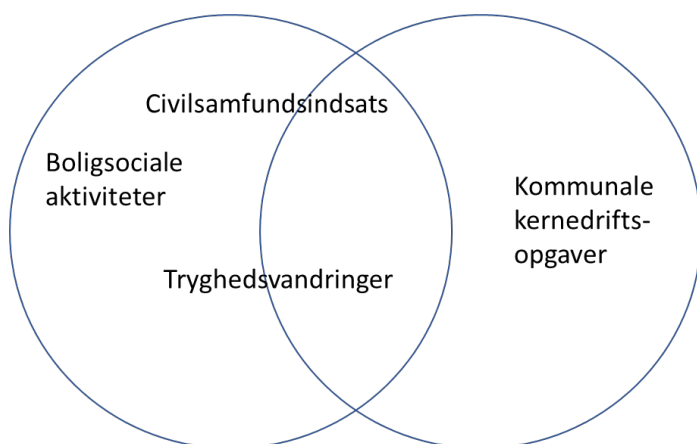 Civilsamfundsindsats
Boligsociale
aktiviteter
Kommunale
kernedrifts-
opgaver
Tryghedsvandringer